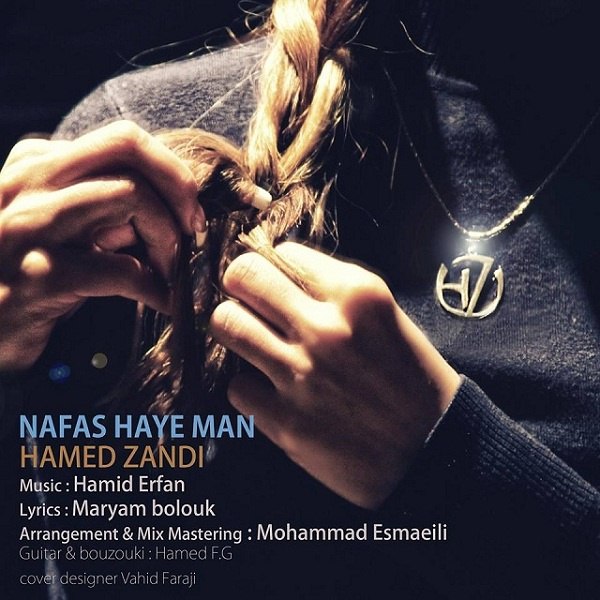 HZ
NAFAS HAYE MAN
HAMED ZANDI
Music : Hamid Erfan
Lyrics : Maryam bolouk
Arrangement & Mix Mastering : Mohammad Esmaeili
Guitar & bouzouki : Hamed F.G
cover designer Vahid Faraji